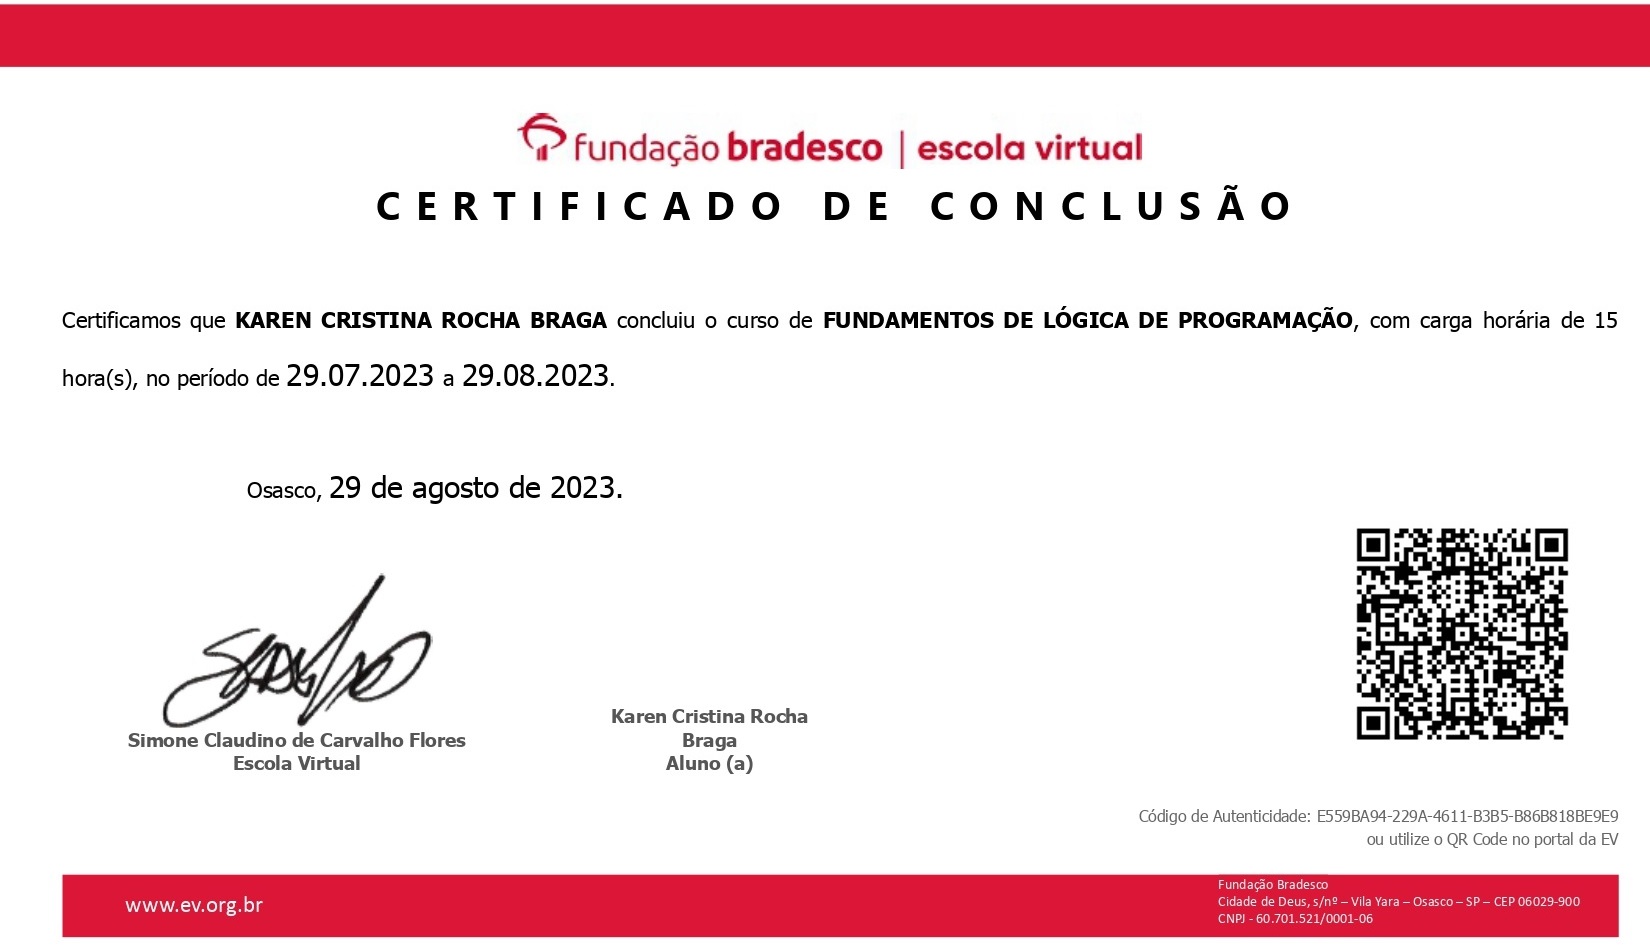 fundação bradesco | escola virtual
CERTIFICADO DE CONCLUSÃO
Certificamos que KAREN CRISTINA ROCHA BRAGA concluiu o curso de FUNDAMENTOS DE LÓGICA DE PROGRAMAÇÃO, com carga horária de 15
hora(s), no período de 29.07.2023 a 29.08.2023.
Osasco, 29 de agosto de 2023.
Simone Claudino de Carvalho Flores
Escola Virtual
Karen Cristina Rocha
Braga
Aluno (a)
Código de Autenticidade: E559BA94-229A-4611-B3B5-B86B818BE9E9
ou utilize o QR Code no portal da EV
www.ev.org.br
Fundação Bradesco
Cidade de Deus, s/nº – Vila Yara – Osasco – SP – CEP 06029-900
CNPJ - 60.701.521/0001-06